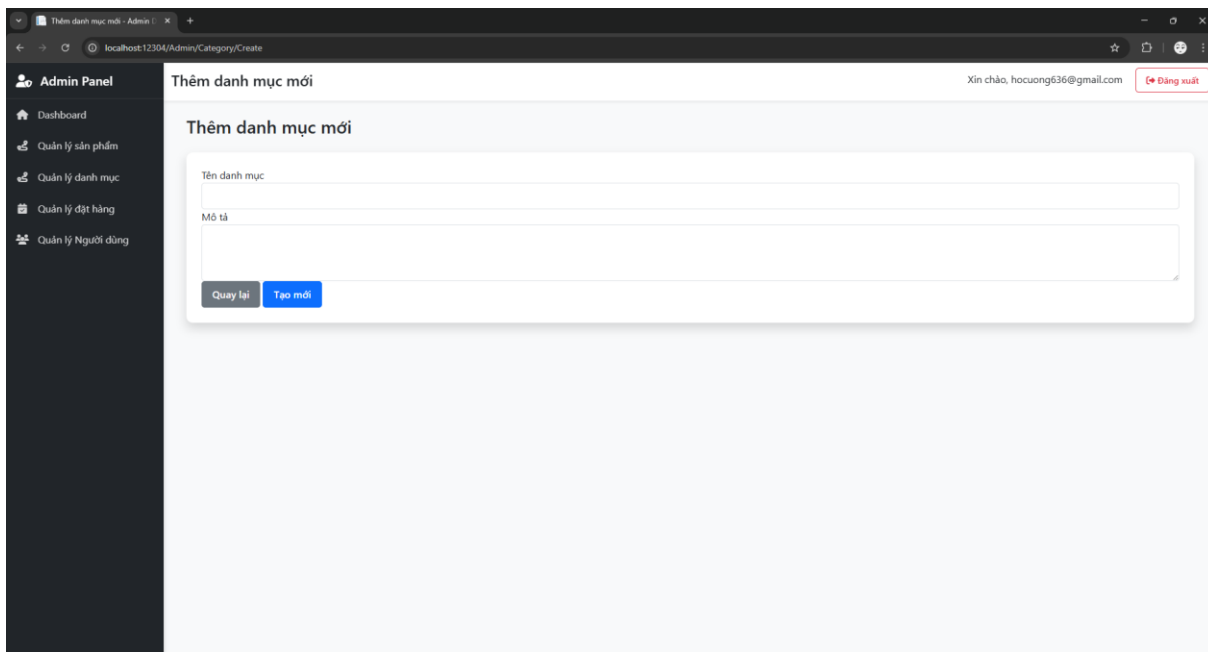 Thêm danh mục mới - Admin D
localhost:12304/Admin/Category/Create
Admin Panel
Thêm danh mục mới
Xin chào, hocuong636@gmail.com
Đăng xuất
Dashboard
Quản lý sản phẩm
Quản lý danh mục
Quản lý đặt hàng
Quản lý Người dùng
Thêm danh mục mới
Tên danh mục
Mô tả
Quay lại
Tạo mới